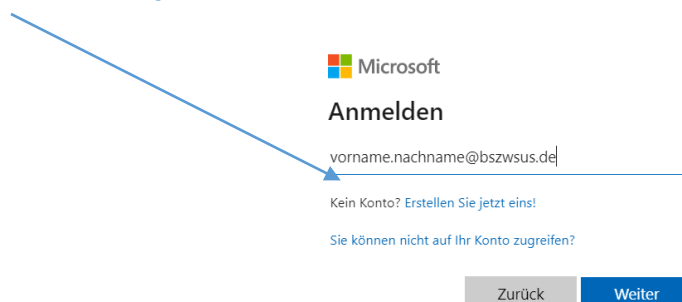 Microsoft
Anmelden
vorname.nachname@bszwsus.de
Kein Konto? Erstellen Sie jetzt eins!
Sie können nicht auf Ihr Konto zugreifen?
Zurück Weiter